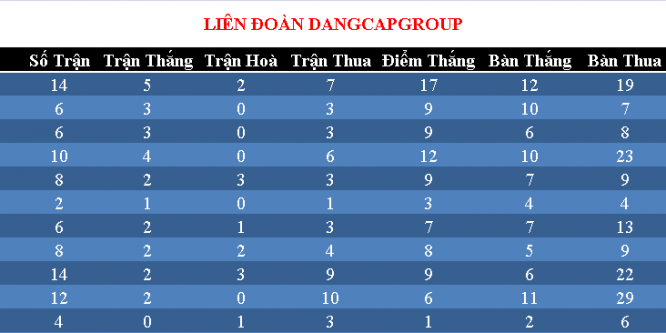 LIÊN ĐOÀN DANGCAPGROUP
Số Trận Trận Thắng Trận Hoà Trận Thua Điểm Thắng Bàn Thắng Bàn Thua
14 5 2 7 17 12 19
6 3 0 3 9 10 7
6 3 0 3 9 6 8
10 4 0 6 12 10 23
8 2 3 3 9 7 9
2 1 0 1 3 4 4
6 2 1 3 7 7 13
8 2 2 4 8 5 9
14 2 3 9 9 6 22
12 2 0 10 6 11 29
4 0 1 3 1 2 6